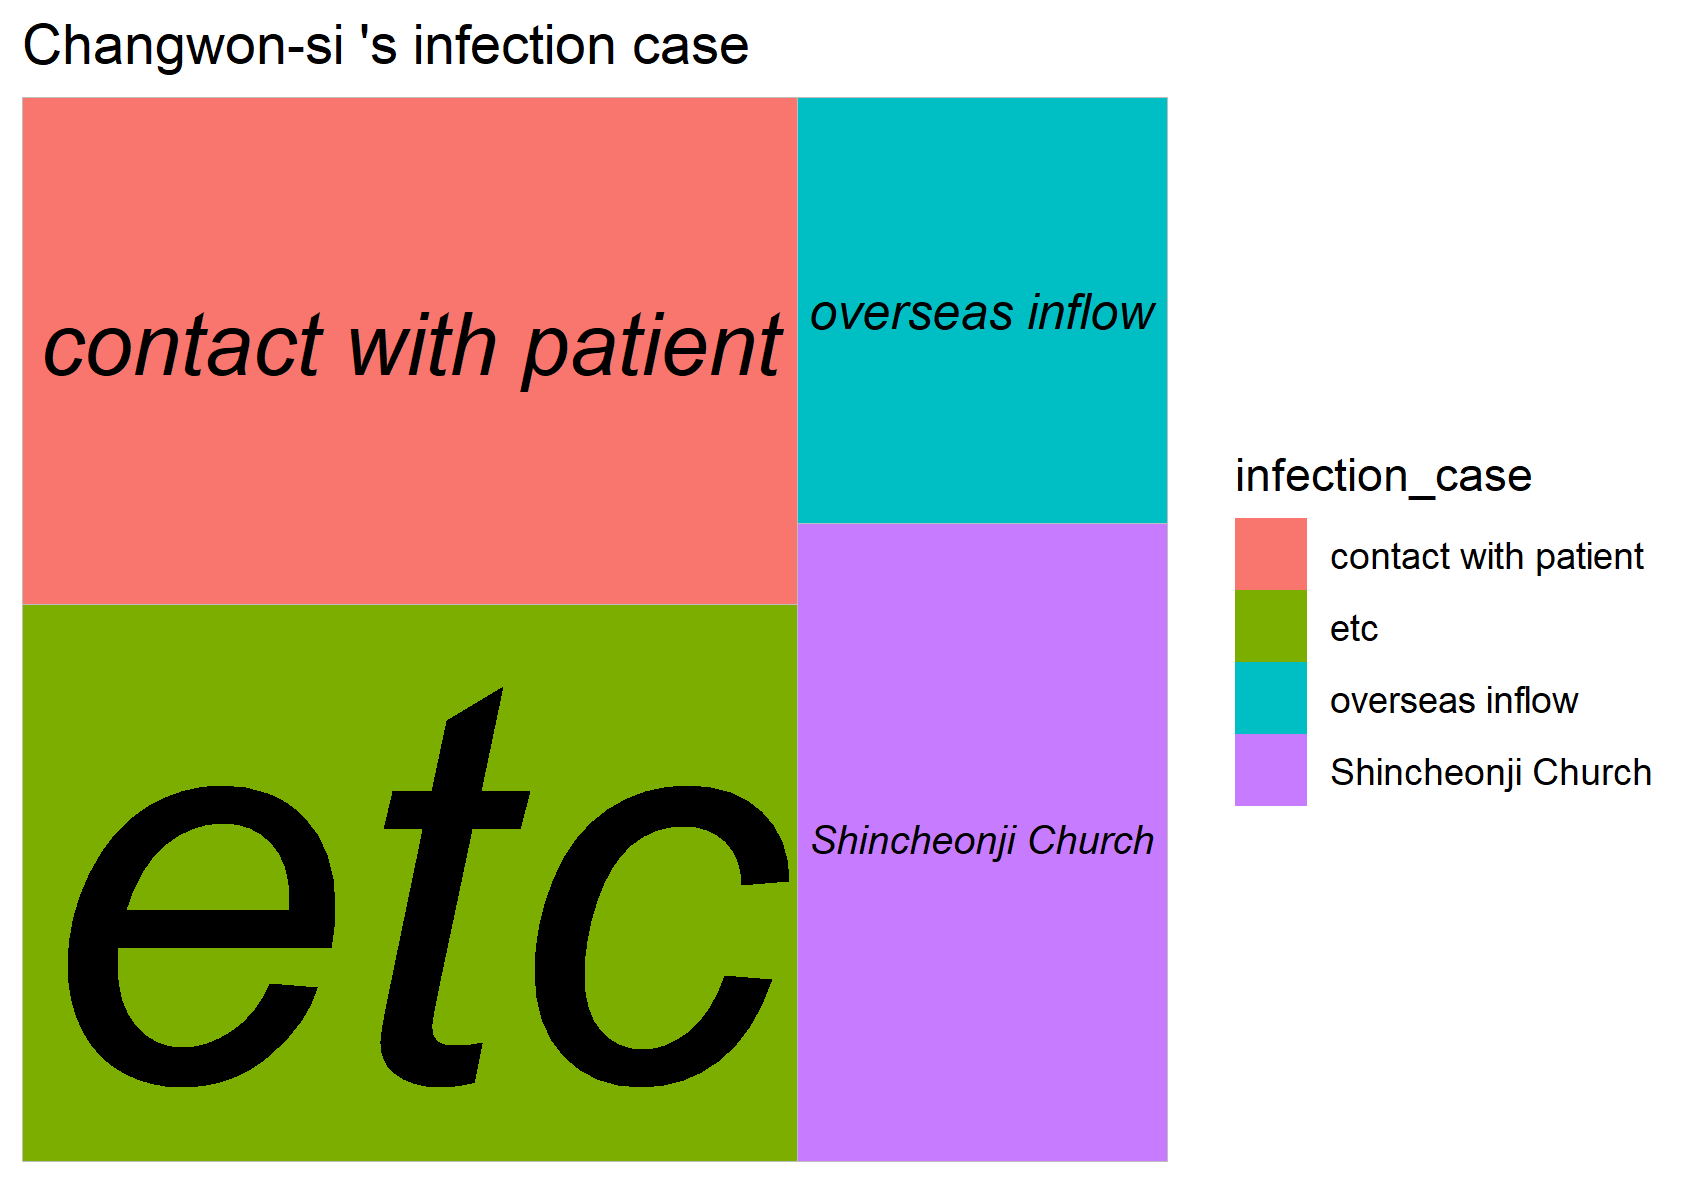 Changwon-si 's infection case
contact with patient
overseas inflow
etc
Shincheonji Church
infection_case
contact with patient
etc
overseas inflow
Shincheonji Church